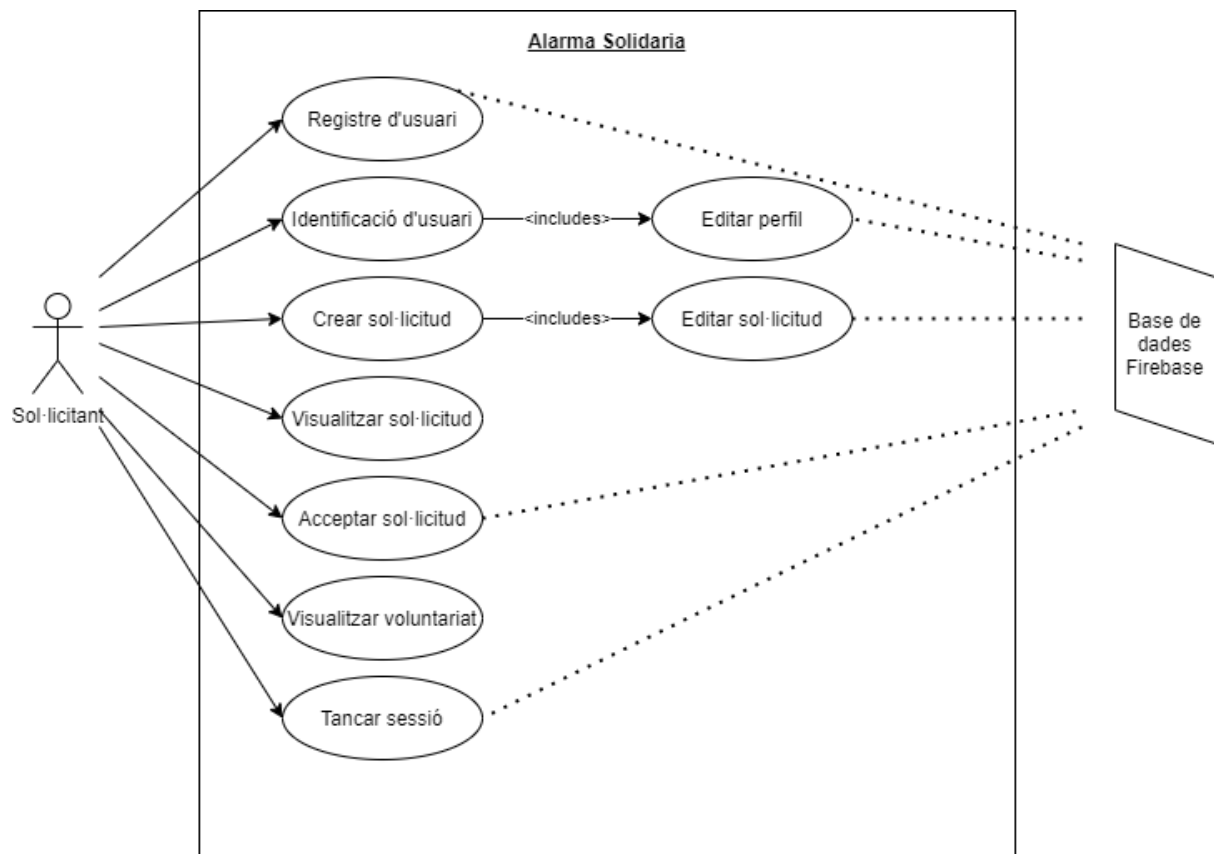 Alarma Solidaria
Registre d'usuari
Identificació d'usuari
<includes>
Editar perfil
Crear sol·licitud
<includes>
Editar sol·licitud
Base de
dades
Firebase
Sol·licitant
Visualitzar sol·licitud
Acceptar sol·licitud
Visualitzar voluntariat
Tancar sessió